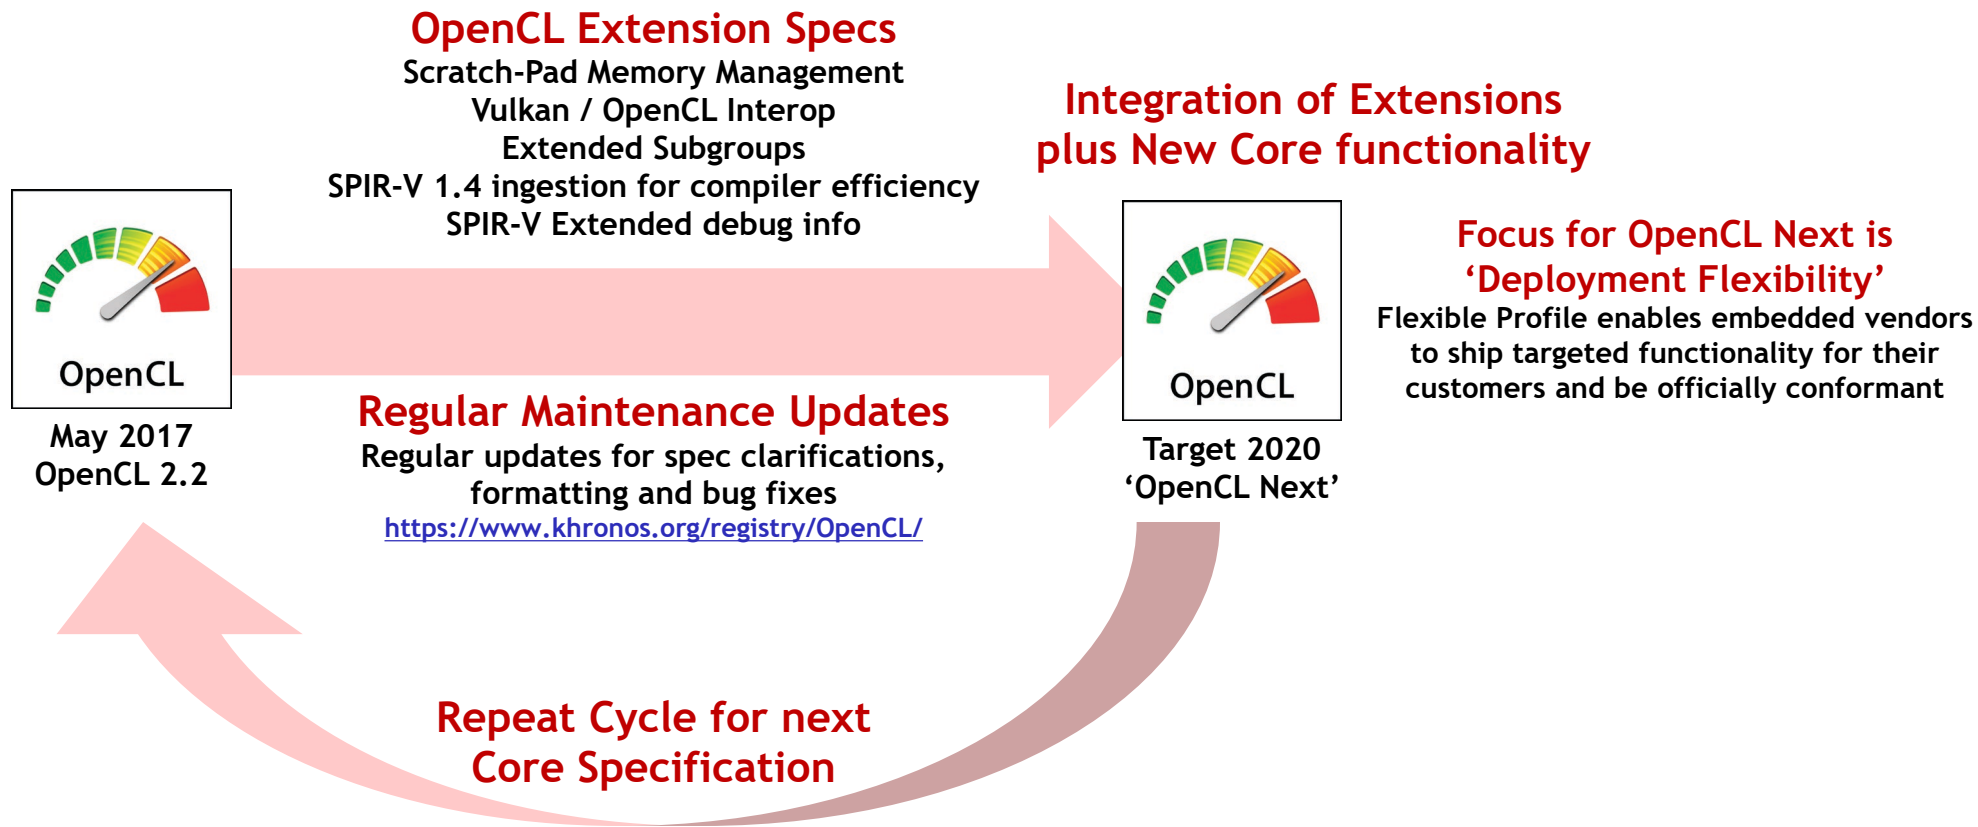 OpenCL Extension Specs
Scratch-Pad Memory Management
Vulkan / OpenCL Interop
Extended Subgroups
SPIR-V 1.4 ingestion for compiler efficiency
SPIR-V Extended debug info
Integration of Extensions
plus New Core functionality
OpenCL
May 2017
OpenCL 2.2
Regular Maintenance Updates
Regular updates for spec clarifications,
formatting and bug fixes
https://www.khronos.org/registry/OpenCL/
OpenCL
Target 2020
‘OpenCL Next’
Focus for OpenCL Next is
‘Deployment Flexibility’
Flexible Profile enables embedded vendors
to ship targeted functionality for their
customers and be officially conformant
Repeat Cycle for next
Core Specification